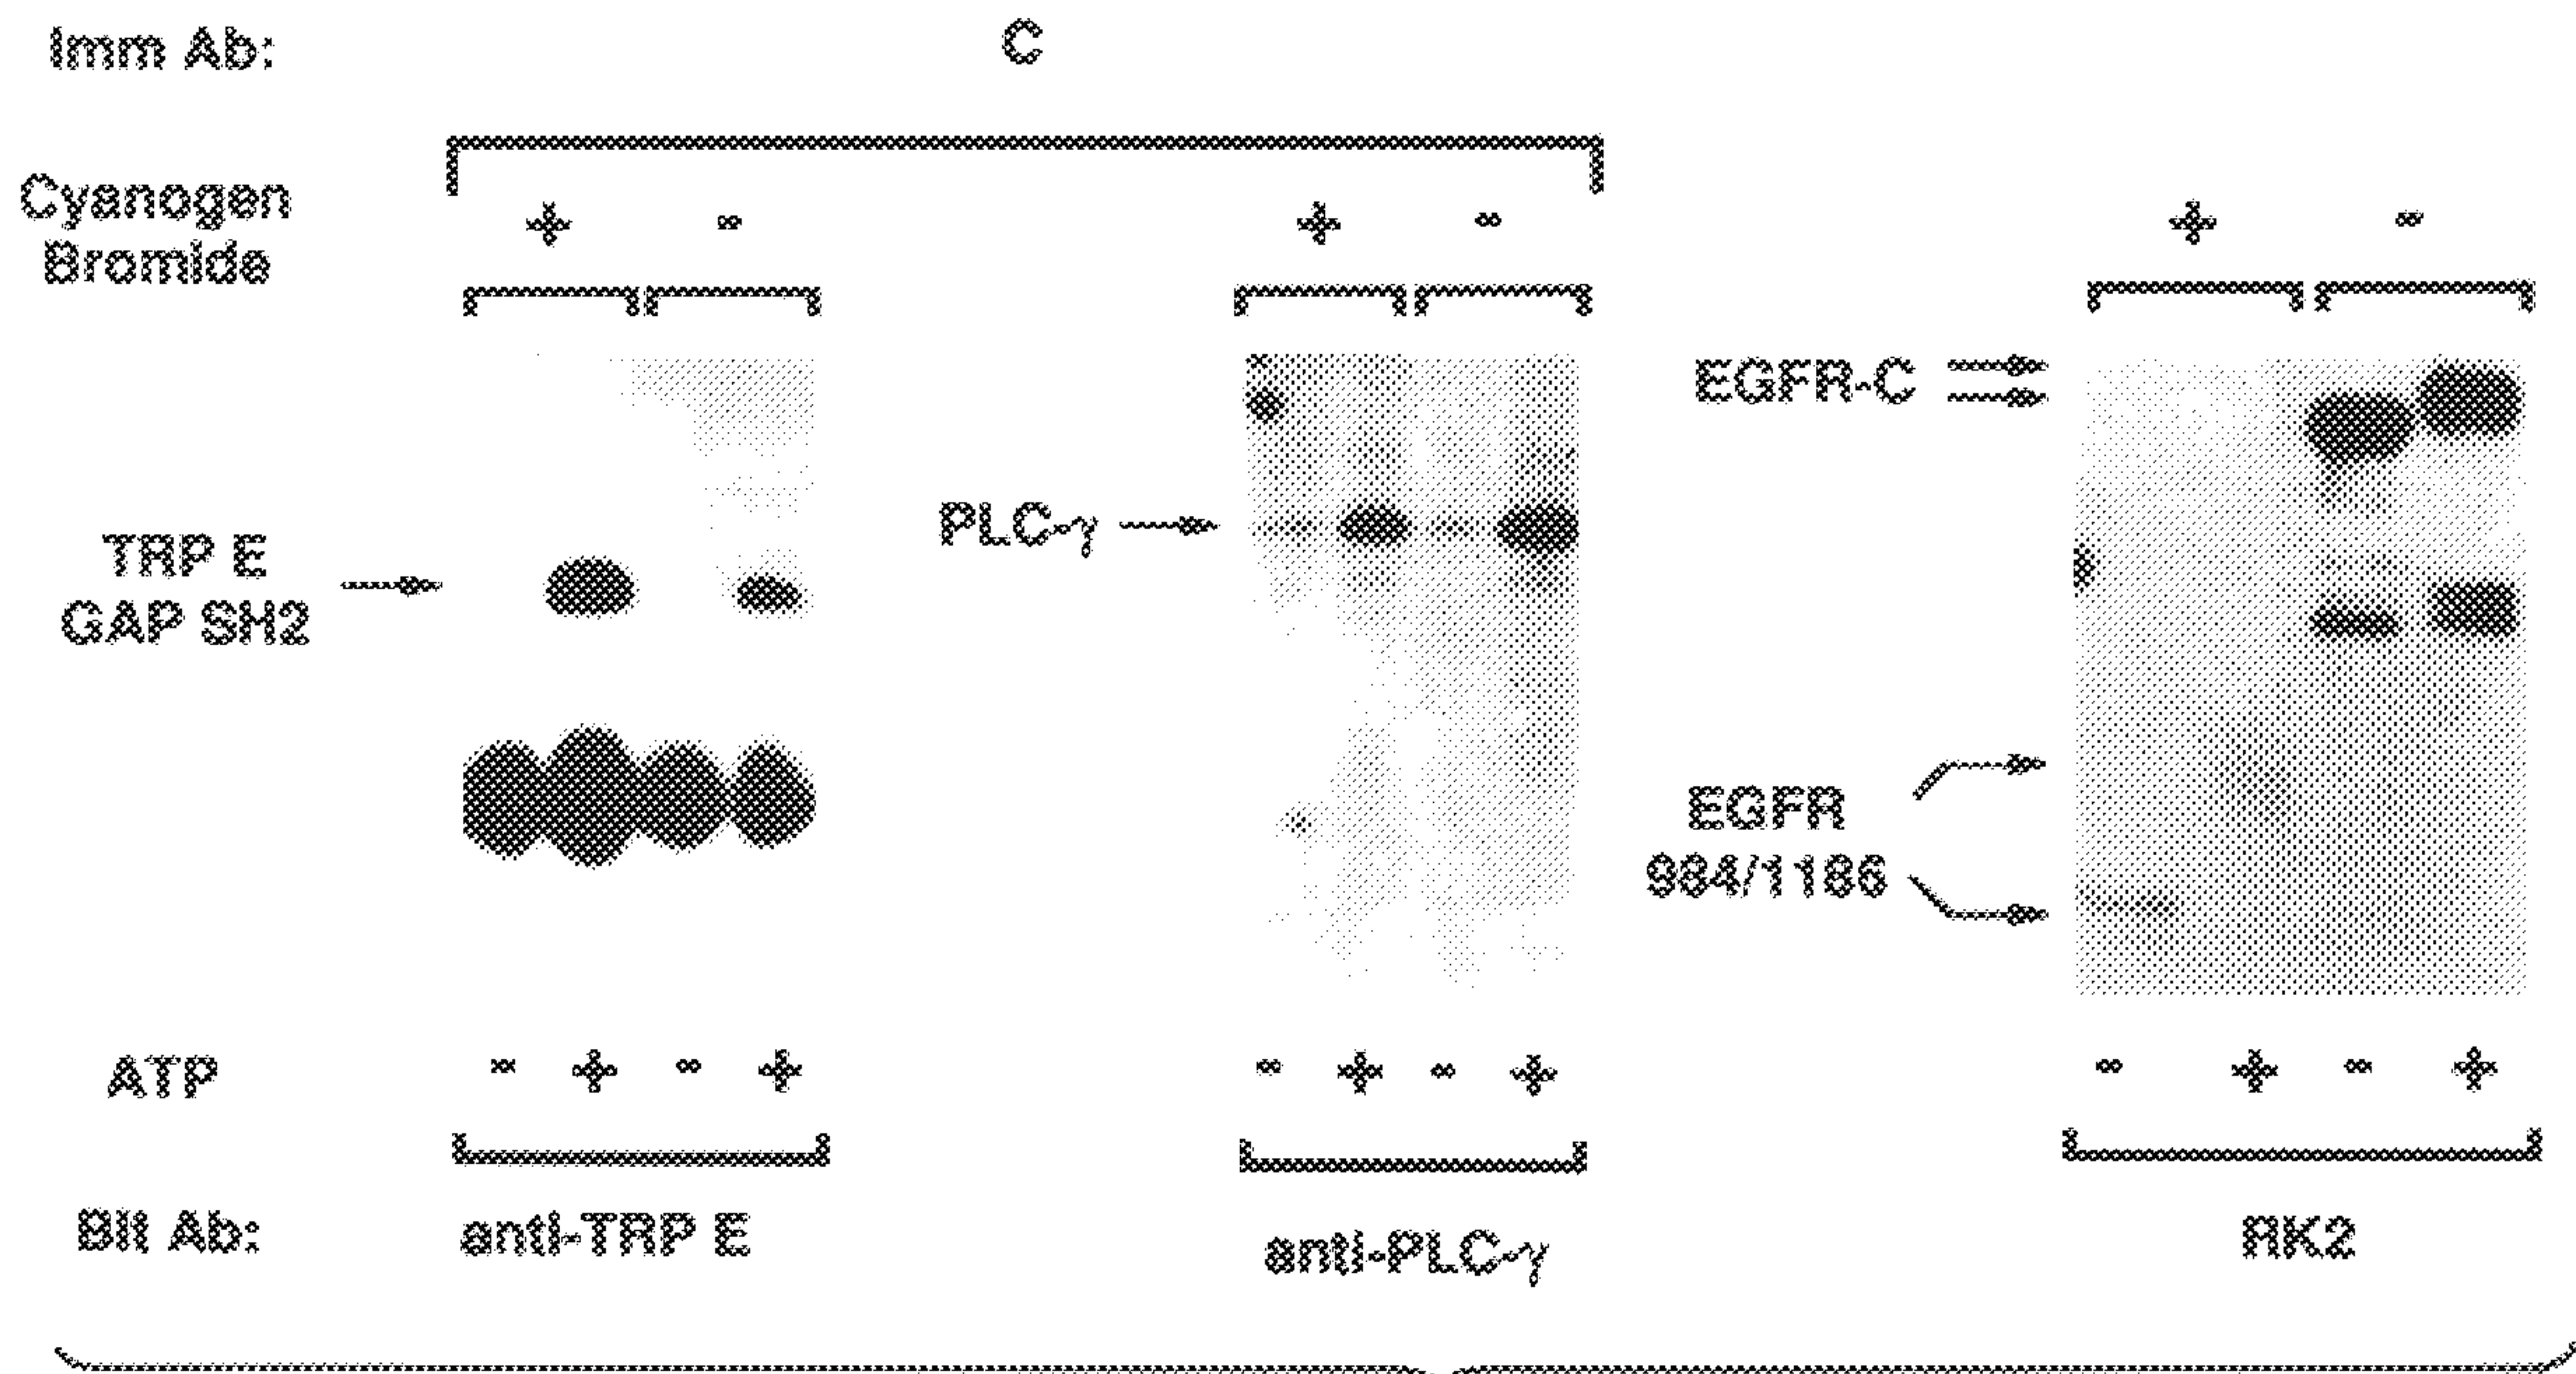 Imm Ab: C
Cyanogen Bromide + - + - + -
EGFR-C
PLC-γ
TRP E
GAP SH2
EGFR
984/1186
ATP - + - + - + - + - + - +
Blt Ab: anti-TRP E anti-PLC-γ RK2